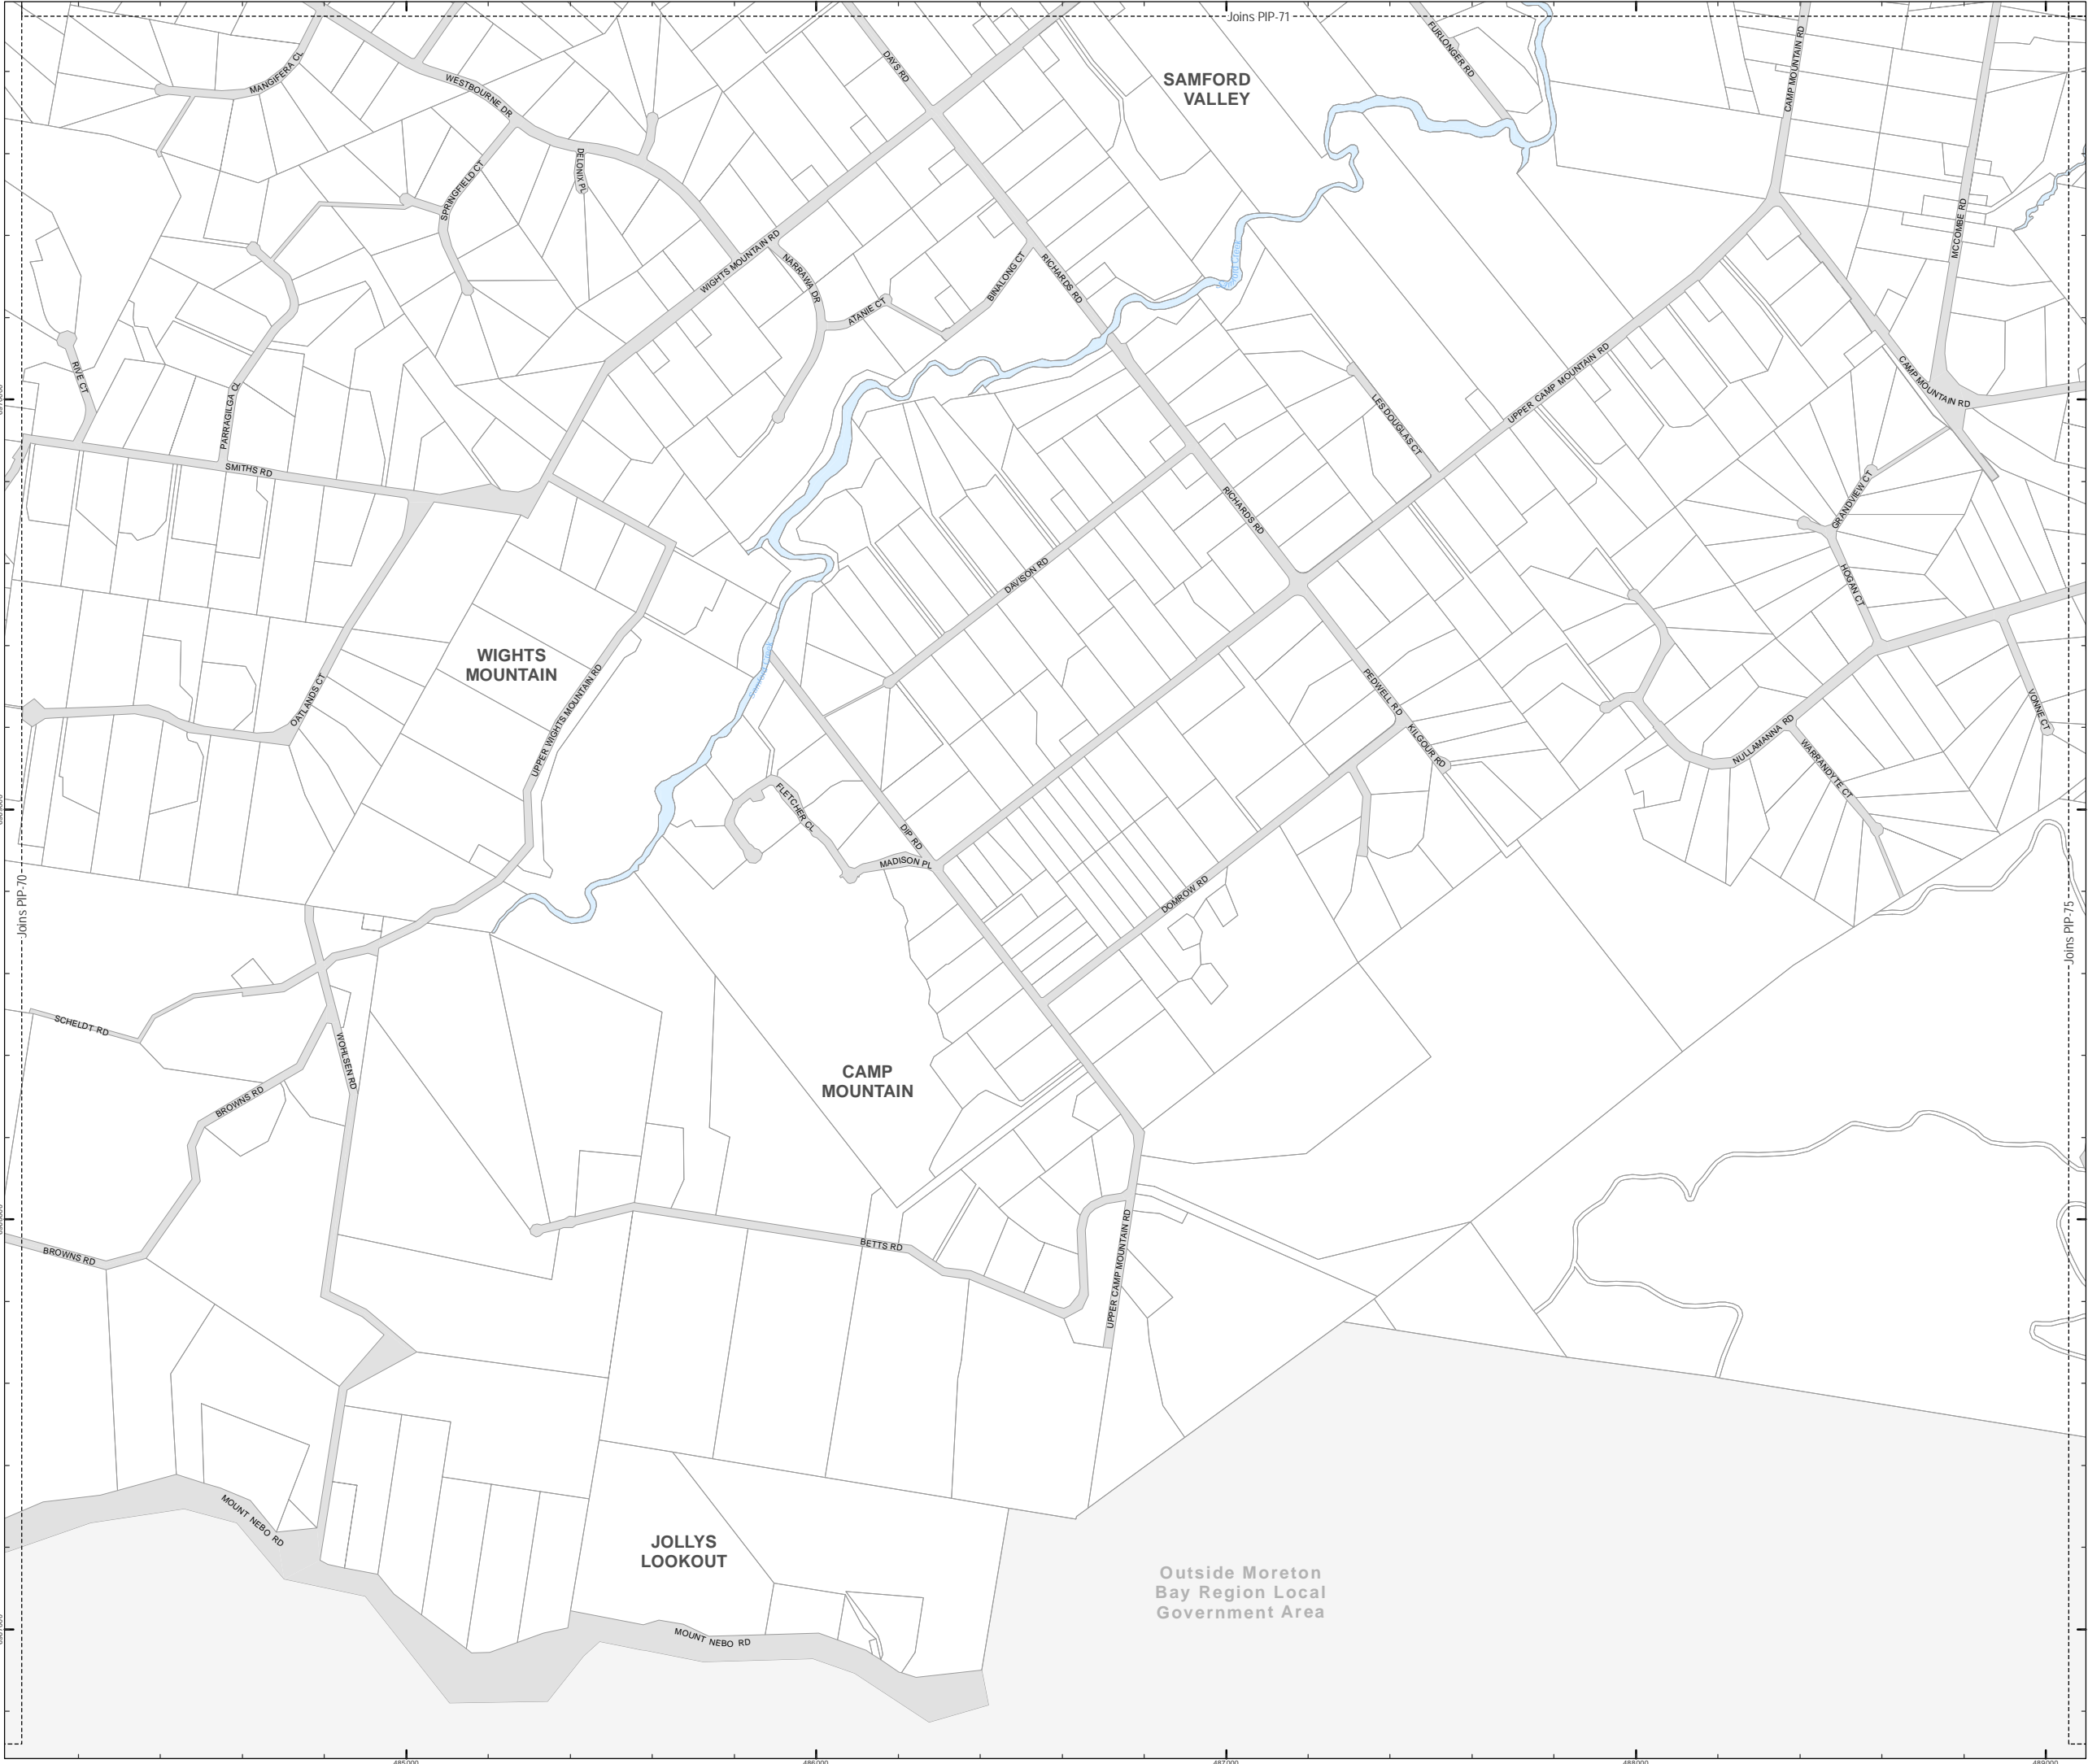 Joins PIP-71
MANGIFERA CL
WESTBOURNE DR
DAYS RD
SAMFORD
VALLEY
FURLONGER RD
CAMP MOUNTAIN RD
SPRINGFIELD CT
DELONIX PL
MCCOMBE RD
WIGHTS MOUNTAIN RD
NARRAWA DR
ATANIE CT
BINALONG CT
RICHARDS RD
RIVE CT
PARRAGILGA CL
SMITHS RD
LES DOUGLAS CT
UPPER CAMP MOUNTAIN RD
CAMP MOUNTAIN RD
RICHARDS RD
GRANDVIEW CT
DAVISON RD
HOGAN CT
WIGHTS
MOUNTAIN
OATLANDS CT
UPPER WIGHTS MOUNTAIN RD
PEDWELL RD
KILGOUR RD
NULLAMANNA RD
WARRANDYTE CT
VONNE CT
FLETCHER CL
DIP RD
MADISON PL
DOMROW RD
Joins PIP-70
Joins PIP-75
SCHELDT RD
WOHLSEN RD
BROWNS RD
CAMP
MOUNTAIN
BROWNS RD
BETTS RD
UPPER CAMP MOUNTAIN RD
MOUNT NEBO RD
JOLLYS
LOOKOUT
Outside Moreton
Bay Region Local
Government Area
MOUNT NEBO RD
485000
486000
487000
488000
489000